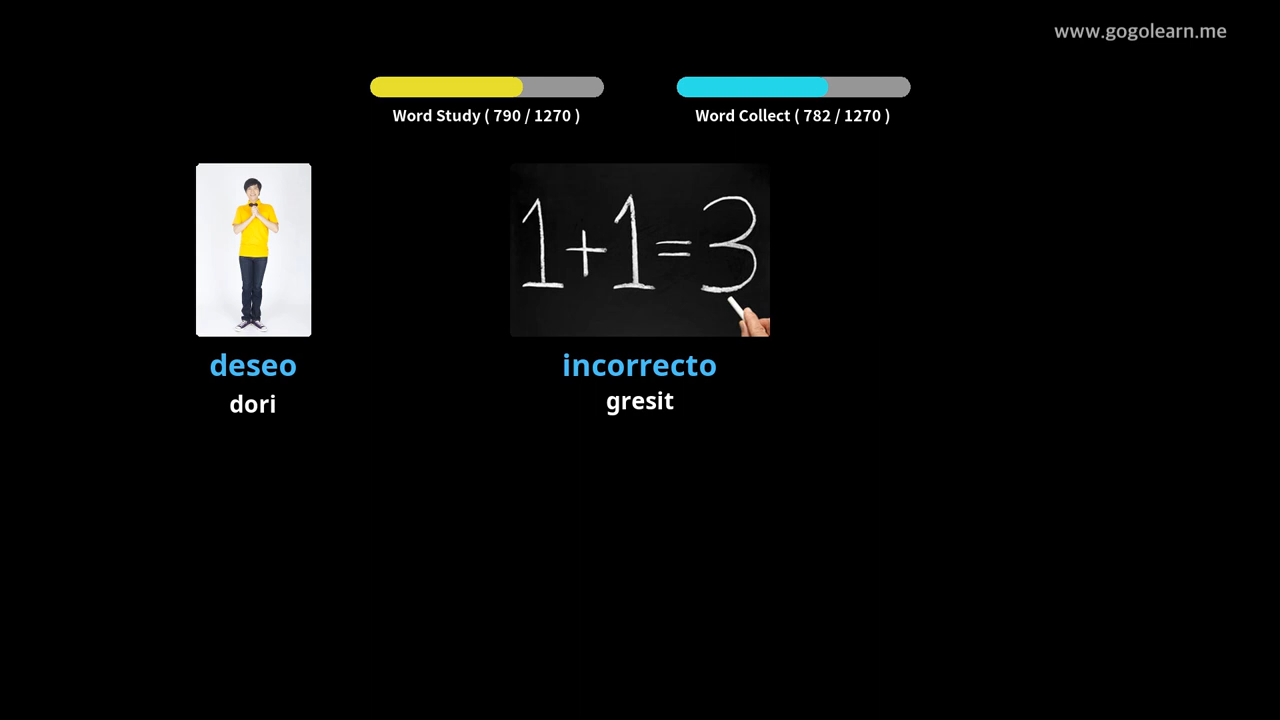 www.gogolearn.me
Word Study ( 790 / 1270 )
Word Collect ( 782 / 1270 )
1+1=3
deseo
dori
incorrecto
gresit